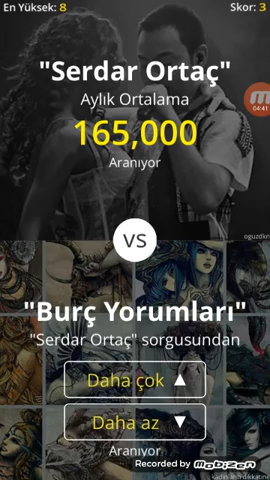 En Yüksek: 8
Skor: 3
"Serdar Ortaç"
Aylık Ortalama
165,000
Aranıyor
04:41
oguzdkn
VS
"Burç Yorumları"
"Serdar Ortaç" sorgusundan
Daha çok ▲
Daha az ▼
Aranıyor
Recorded by mobizen